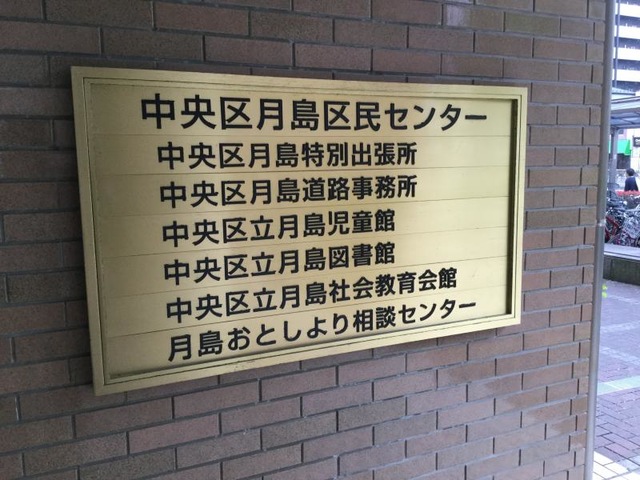 中央区月島区民センター
中央区月島特別出張所
中央区月島道路事務所
中央区立月島児童館
中央区立月島図書館
中央区立月島社会教育会館
月島おとしより相談センター